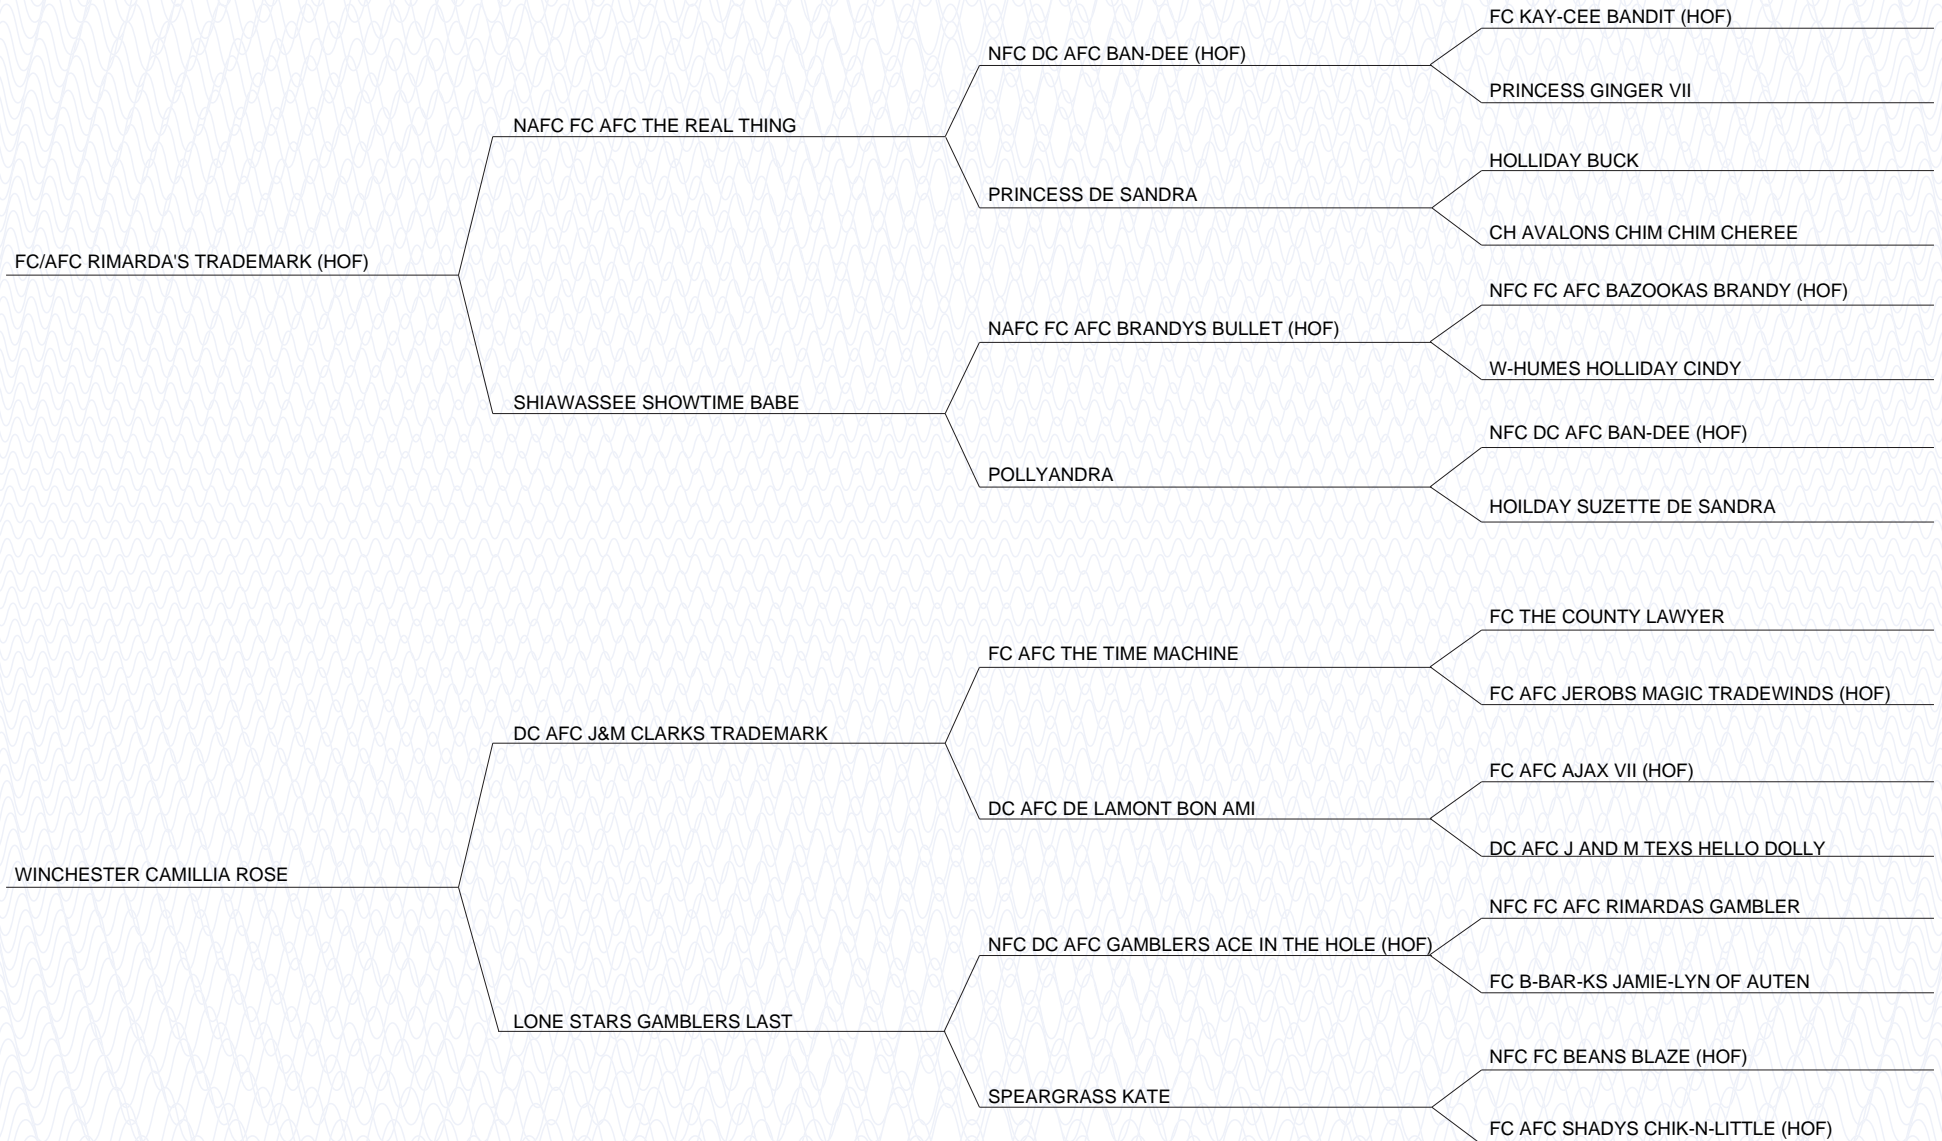 FC KAY-CEE BANDIT (HOF)
NFC DC AFC BAN-DEE (HOF)
PRINCESS GINGER VII
NAFC FC AFC THE REAL THING
HOLLIDAY BUCK
PRINCESS DE SANDRA
CH AVALONS CHIM CHIM CHEREE
FC/AFC RIMARDA'S TRADEMARK (HOF)
NFC FC AFC BAZOOKAS BRANDY (HOF)
NAFC FC AFC BRANDYS BULLET (HOF)
W-HUMES HOLLIDAY CINDY
SHIAWASSEE SHOWTIME BABE
NFC DC AFC BAN-DEE (HOF)
POLLYANDRA
HOILDAY SUZETTE DE SANDRA
FC THE COUNTY LAWYER
FC AFC THE TIME MACHINE
FC AFC JEROBS MAGIC TRADEWINDS (HOF)
DC AFC J&M CLARKS TRADEMARK
FC AFC AJAX VII (HOF)
DC AFC DE LAMONT BON AMI
DC AFC J AND M TEXS HELLO DOLLY
WINCHESTER CAMILLIA ROSE
NFC FC AFC RIMARDAS GAMBLER
NFC DC AFC GAMBLERS ACE IN THE HOLE (HOF)
FC B-BAR-KS JAMIE-LYN OF AUTEN
LONE STARS GAMBLERS LAST
NFC FC BEANS BLAZE (HOF)
SPEARGRASS KATE
FC AFC SHADYS CHIK-N-LITTLE (HOF)